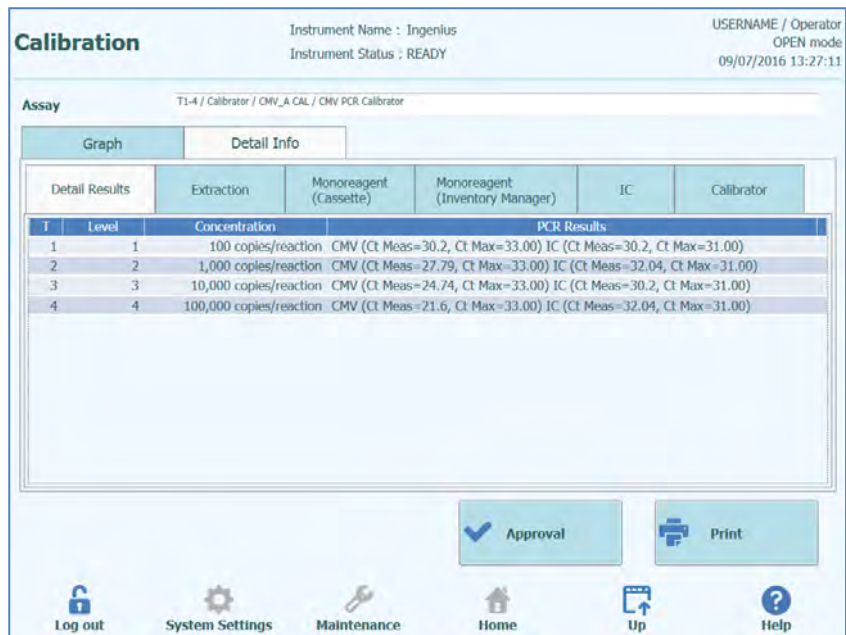 Calibration
Instrument Name : Ingenius
Instrument Status : READY
USERNAME / Operator
OPEN mode
09/07/2016 13:27:11
Assay
T1-4 / Calibrator / CMV_A CAL / CMV PCR Calibrator
Graph
Detail Info
Detail Results
Extraction
Monoreagent
(Cassette)
Monoreagent
(Inventory Manager)
IC
Calibrator
T Level Concentration PCR Results
1 1 100 copies/reaction CMV (Ct Meas=30.2, Ct Max=33.00) IC (Ct Meas=30.2, Ct Max=31.00)
2 2 1,000 copies/reaction CMV (Ct Meas=27.79, Ct Max=33.00) IC (Ct Meas=32.04, Ct Max=31.00)
3 3 10,000 copies/reaction CMV (Ct Meas=24.74, Ct Max=33.00) IC (Ct Meas=30.2, Ct Max=31.00)
4 4 100,000 copies/reaction CMV (Ct Meas=21.6, Ct Max=33.00) IC (Ct Meas=32.04, Ct Max=31.00)
Approval
Print
Log out
System Settings
Maintenance
Home
Up
Help